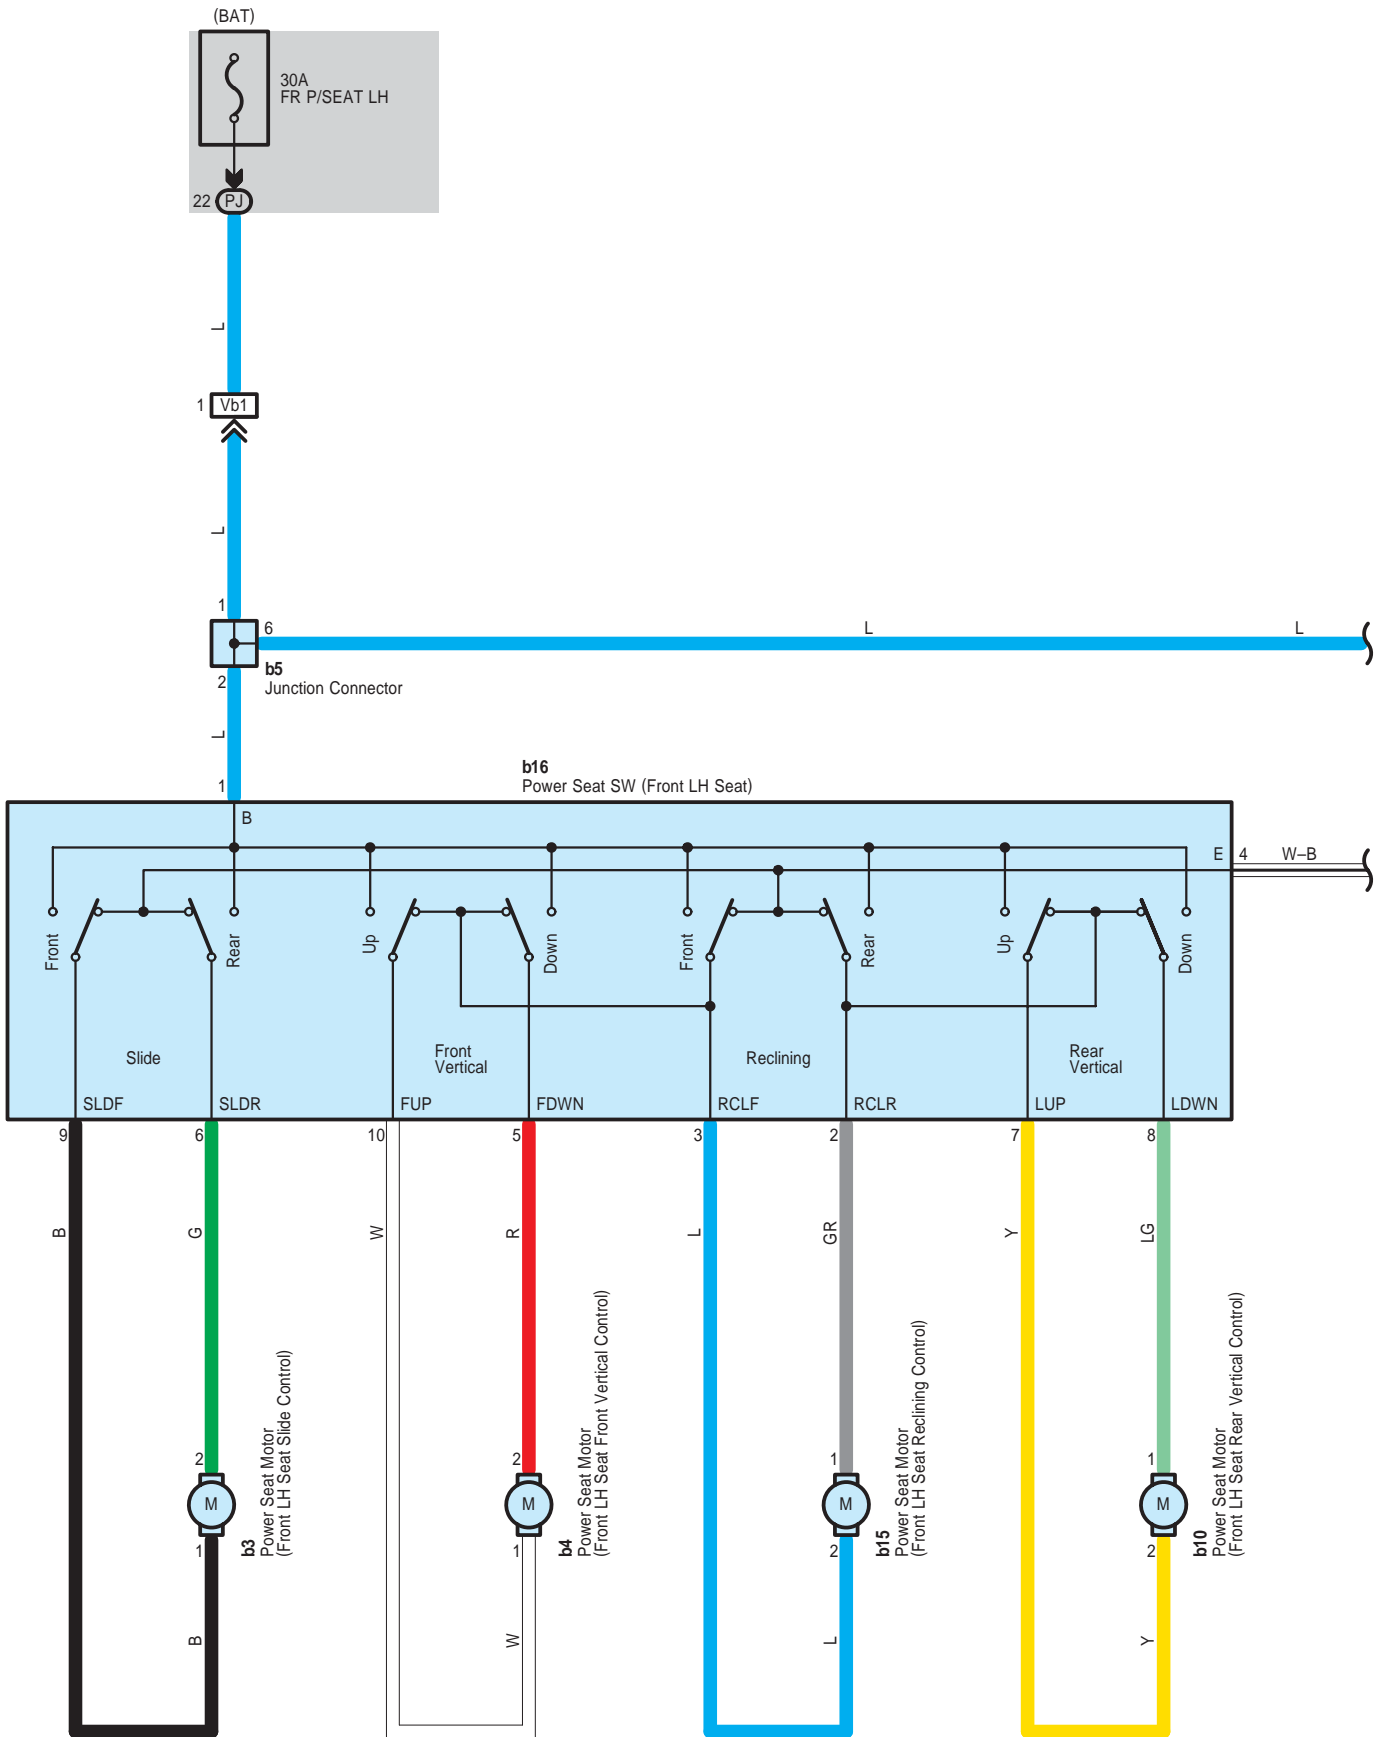 (BAT)
30A
FR P/SEAT LH
22 PJ
L
1 Vb1
L
1
6 L L
b5
2 Junction Connector
L
b16
1 Power Seat SW (Front LH Seat)
B
E 4 W–B
Front Rear Up Down Front Rear Up Down
Slide
Front
Vertical
Reclining
Rear
Vertical
SLDF SLDR FUP FDWN RCLF RCLR LUP LDWN
9 6 10 5 3 2 7 8
B G W R L GR Y LG
2 2 1 1
M M M M
1 1 2 2
b3
Power Seat Motor
(Front LH Seat Slide Control)
b4
Power Seat Motor
(Front LH Seat Front Vertical Control)
b15
Power Seat Motor
(Front LH Seat Reclining Control)
b10
Power Seat Motor
(Front LH Seat Rear Vertical Control)
B W L Y